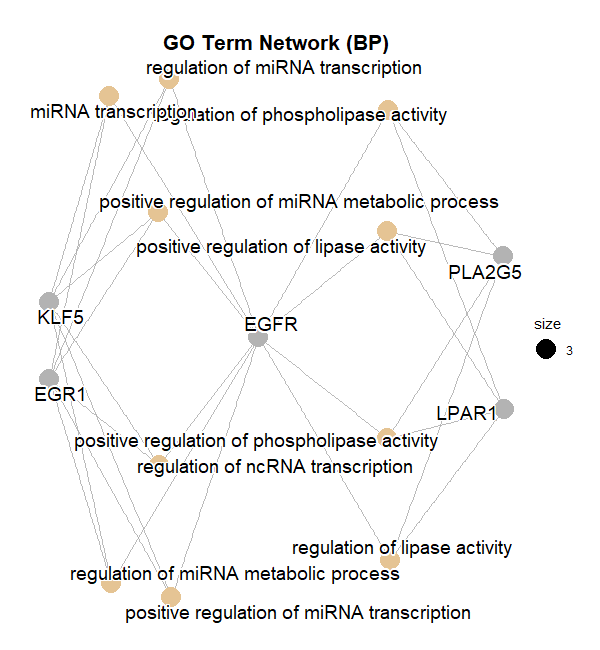 GO Term Network (BP)
regulation of miRNA transcription
miRNA transcription
regulation of phospholipase activity
positive regulation of miRNA metabolic process
positive regulation of lipase activity
PLA2G5
KLF5
EGFR
size
3
EGR1
LPAR1
positive regulation of phospholipase activity
regulation of ncRNA transcription
regulation of lipase activity
regulation of miRNA metabolic process
positive regulation of miRNA transcription